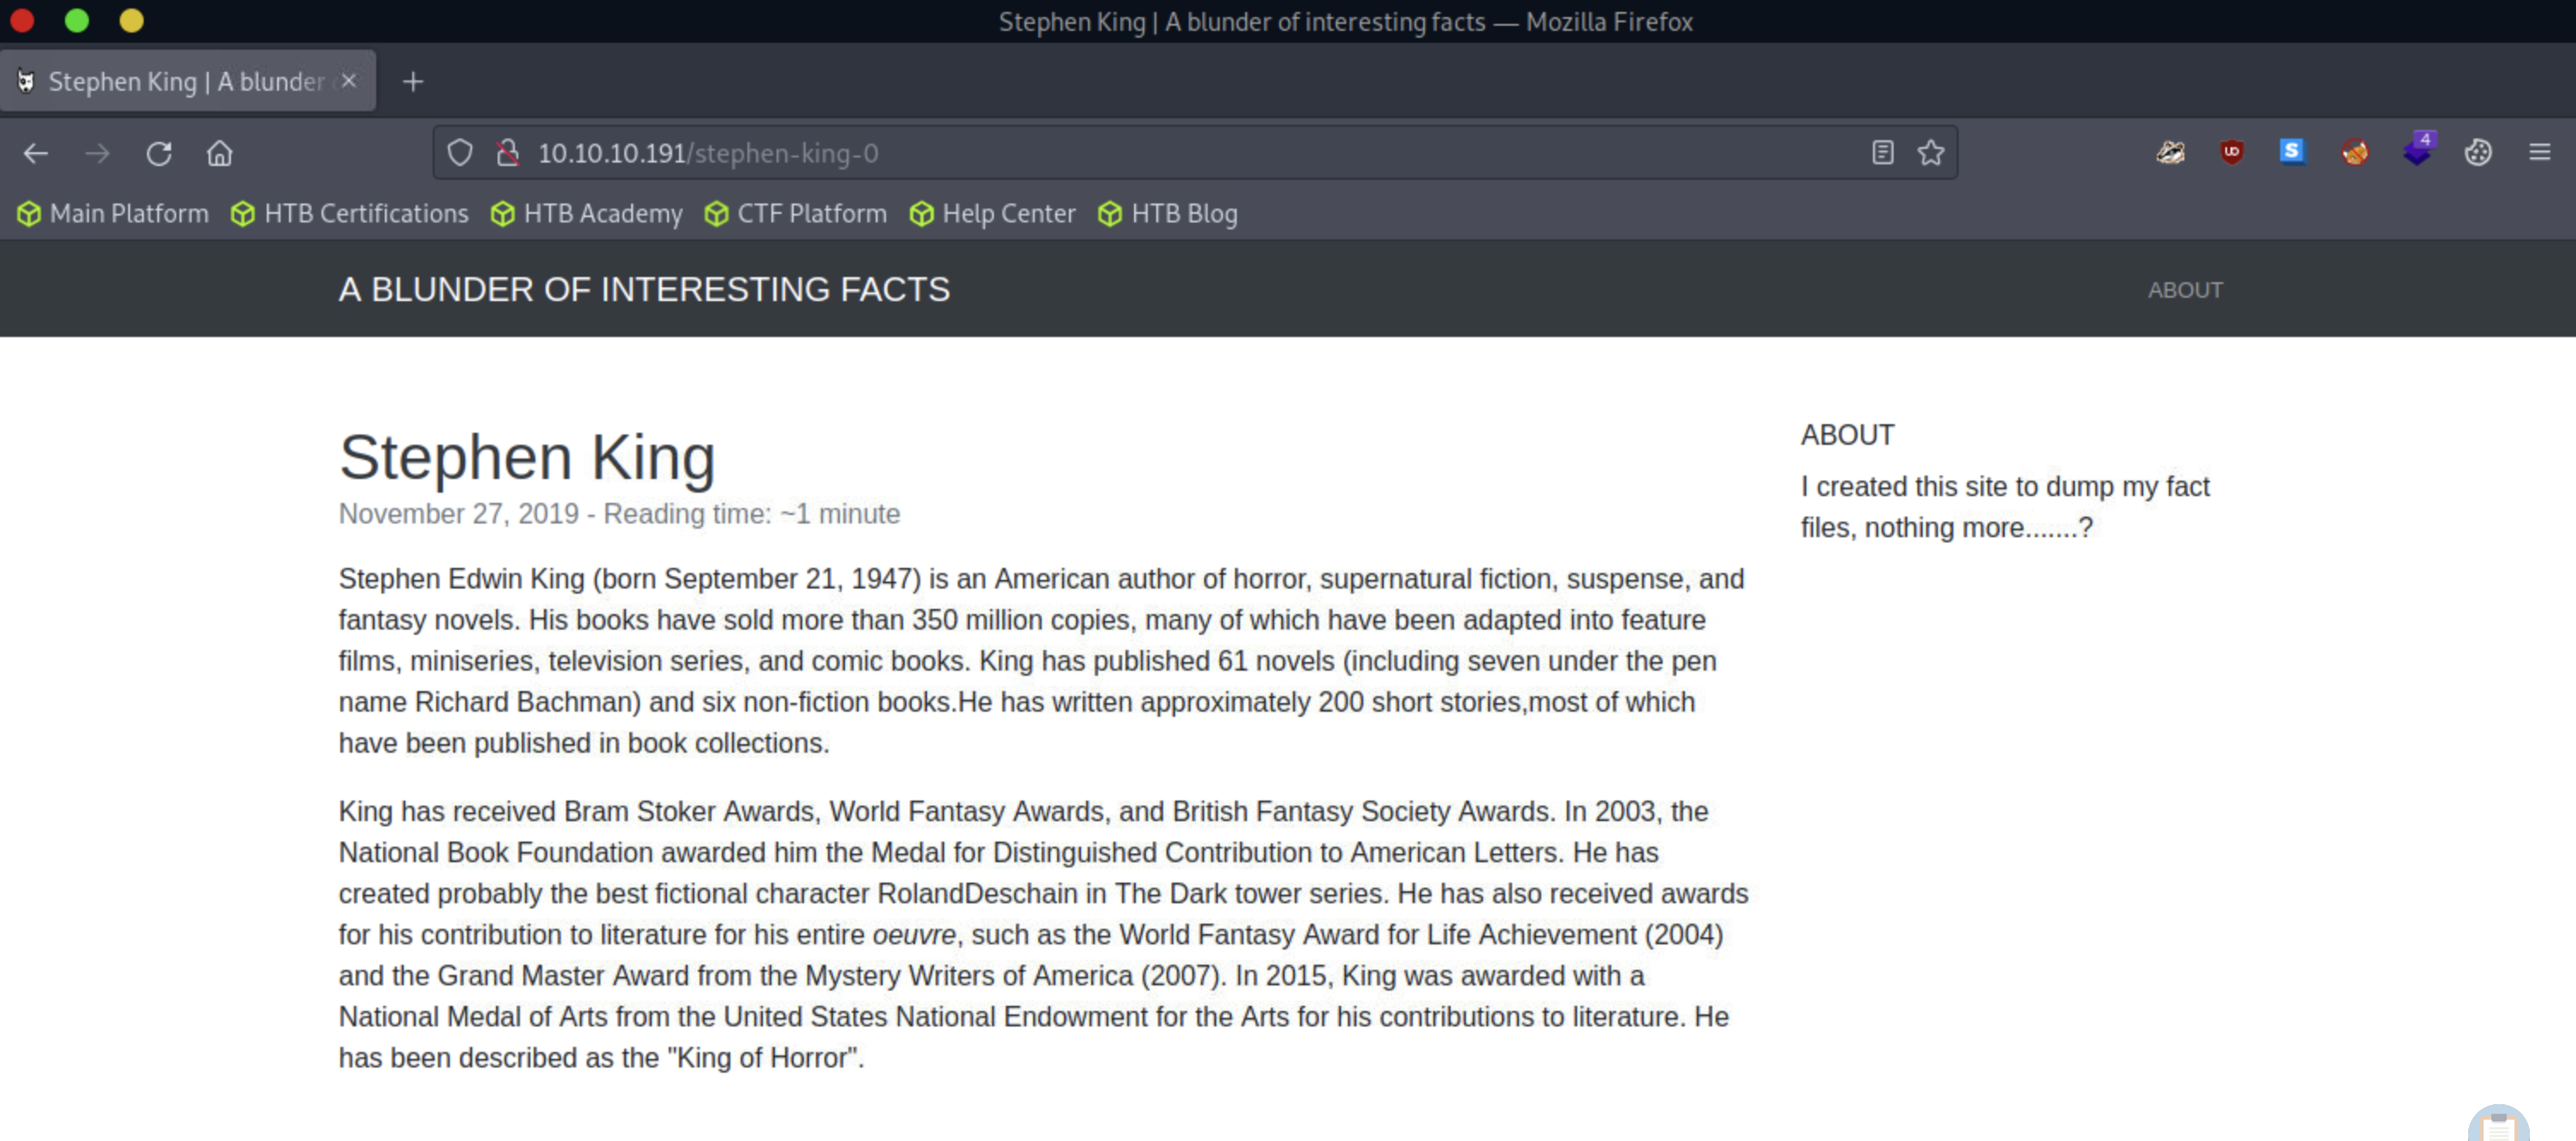 Stephen King | A blunder of interesting facts — Mozilla Firefox
Stephen King | A blunder
10.10.10.191/stephen-king-0
4
Main Platform HTB Certifications HTB Academy CTF Platform Help Center HTB Blog
A BLUNDER OF INTERESTING FACTS
ABOUT
Stephen King
November 27, 2019 - Reading time: ~1 minute
Stephen Edwin King (born September 21, 1947) is an American author of horror, supernatural fiction, suspense, and
fantasy novels. His books have sold more than 350 million copies, many of which have been adapted into feature
films, miniseries, television series, and comic books. King has published 61 novels (including seven under the pen
name Richard Bachman) and six non-fiction books.He has written approximately 200 short stories,most of which
have been published in book collections.
King has received Bram Stoker Awards, World Fantasy Awards, and British Fantasy Society Awards. In 2003, the
National Book Foundation awarded him the Medal for Distinguished Contribution to American Letters. He has
created probably the best fictional character RolandDeschain in The Dark tower series. He has also received awards
for his contribution to literature for his entire oeuvre, such as the World Fantasy Award for Life Achievement (2004)
and the Grand Master Award from the Mystery Writers of America (2007). In 2015, King was awarded with a
National Medal of Arts from the United States National Endowment for the Arts for his contributions to literature. He
has been described as the "King of Horror".
ABOUT
I created this site to dump my fact
files, nothing more.......?